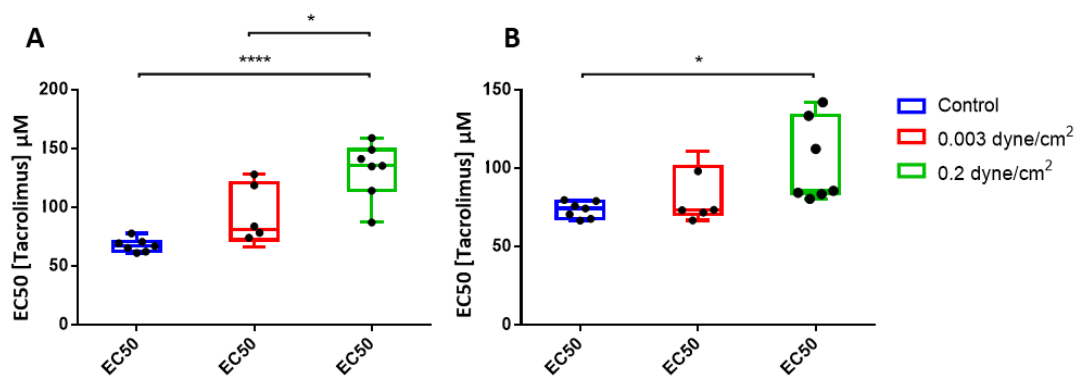 A
*
****
EC50 [Tacrolimus] µM
200
150
100
50
0
EC50
EC50
EC50
B
*
EC50 [Tacrolimus] µM
150
100
50
0
EC50
EC50
EC50
Control
0.003 dyne/cm²
0.2 dyne/cm²